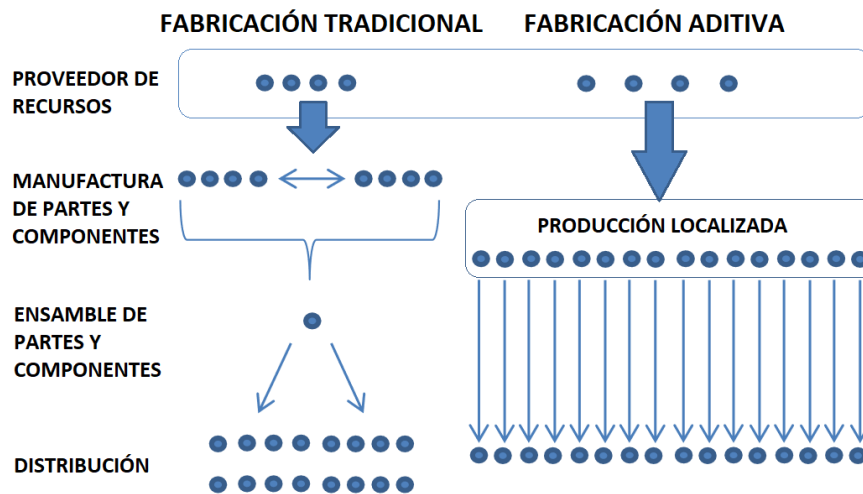 FABRICACIÓN TRADICIONAL
FABRICACIÓN ADITIVA
PROVEEDOR DE
RECURSOS
MANUFACTURA
DE PARTES Y
COMPONENTES
PRODUCCIÓN LOCALIZADA
ENSAMBLE DE
PARTES Y
COMPONENTES
DISTRIBUCIÓN